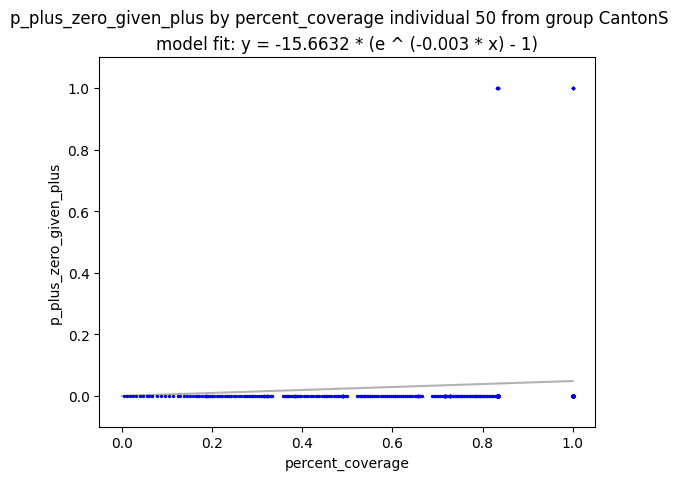 p_plus_zero_given_plus by percent_coverage individual 50 from group CantonS
model fit: y = -15.6632 * (e ^ (-0.003 * x) - 1)
1.0
0.8
0.6
0.4
0.2
0.0
p_plus_zero_given_plus
0.0 0.2 0.4 0.6 0.8 1.0
percent_coverage